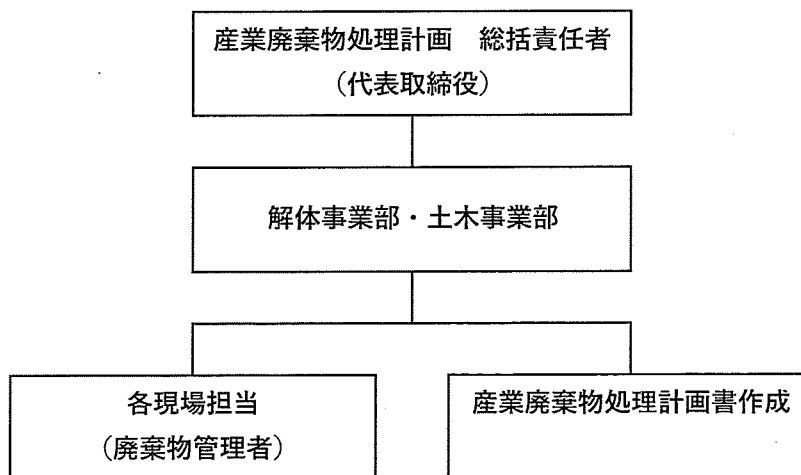 産業廃棄物処理計画　総括責任者
（代表取締役）
解体事業部・土木事業部
各現場担当
（廃棄物管理者）
産業廃棄物処理計画書作成